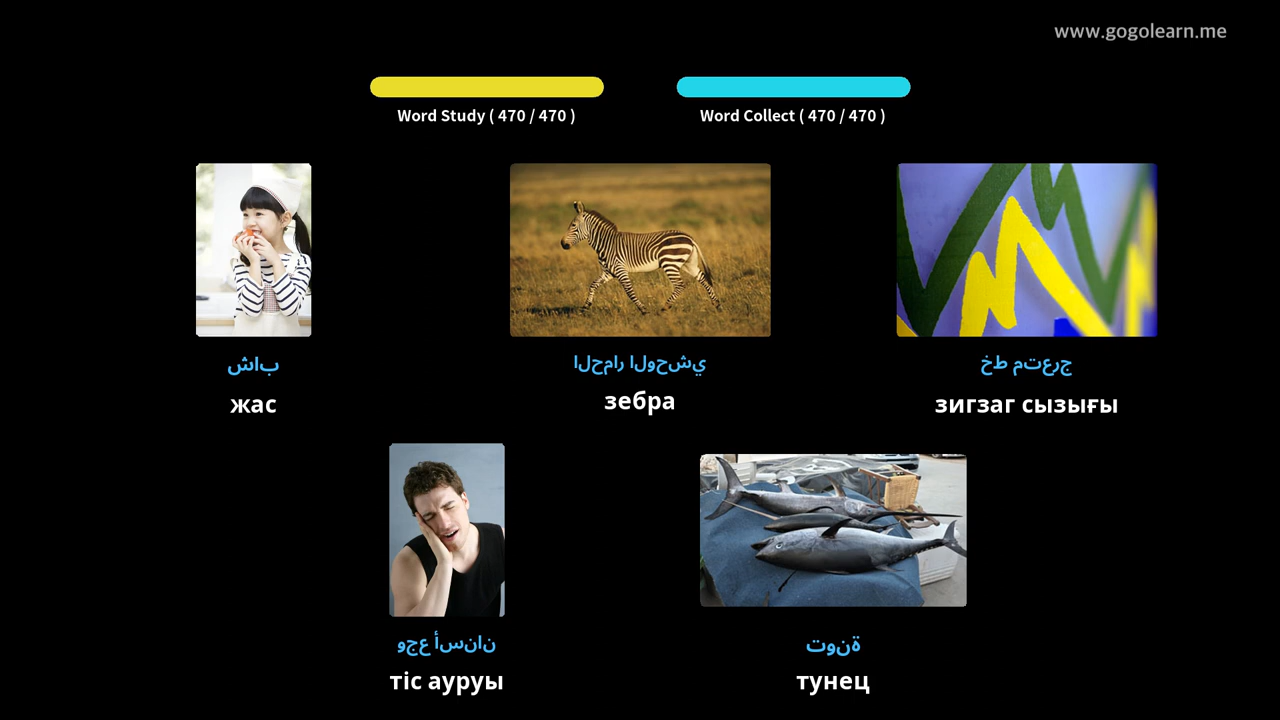 www.gogolearn.me
Word Study ( 470 / 470 )
Word Collect ( 470 / 470 )
شاب
الحمار الوحشي
خط متعرج
жас
зебра
зигзаг сызығы
وجع أسنان
تونة
тіс ауруы
тунец